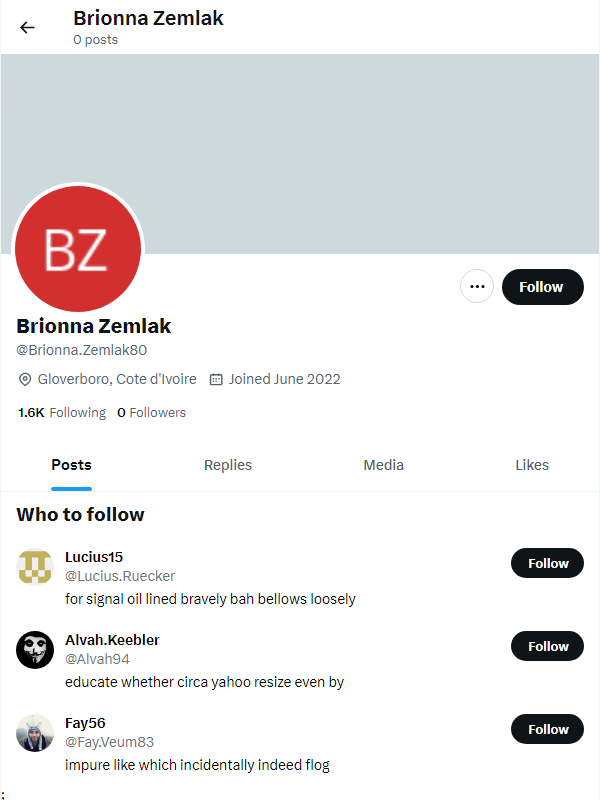 Brionna Zemlak
0 posts
BZ
Follow
Brionna Zemlak
@Brionna.Zemlak80
Gloverboro, Cote d'Ivoire Joined June 2022
1.6K Following 0 Followers
Posts Replies Media Likes
Who to follow
Lucius15
@Lucius.Ruecker
Follow
for signal oil lined bravely bah bellows loosely
Alvah.Keebler
@Alvah94
Follow
educate whether circa yahoo resize even by
Fay56
@Fay.Veum83
Follow
impure like which incidentally indeed flog
;